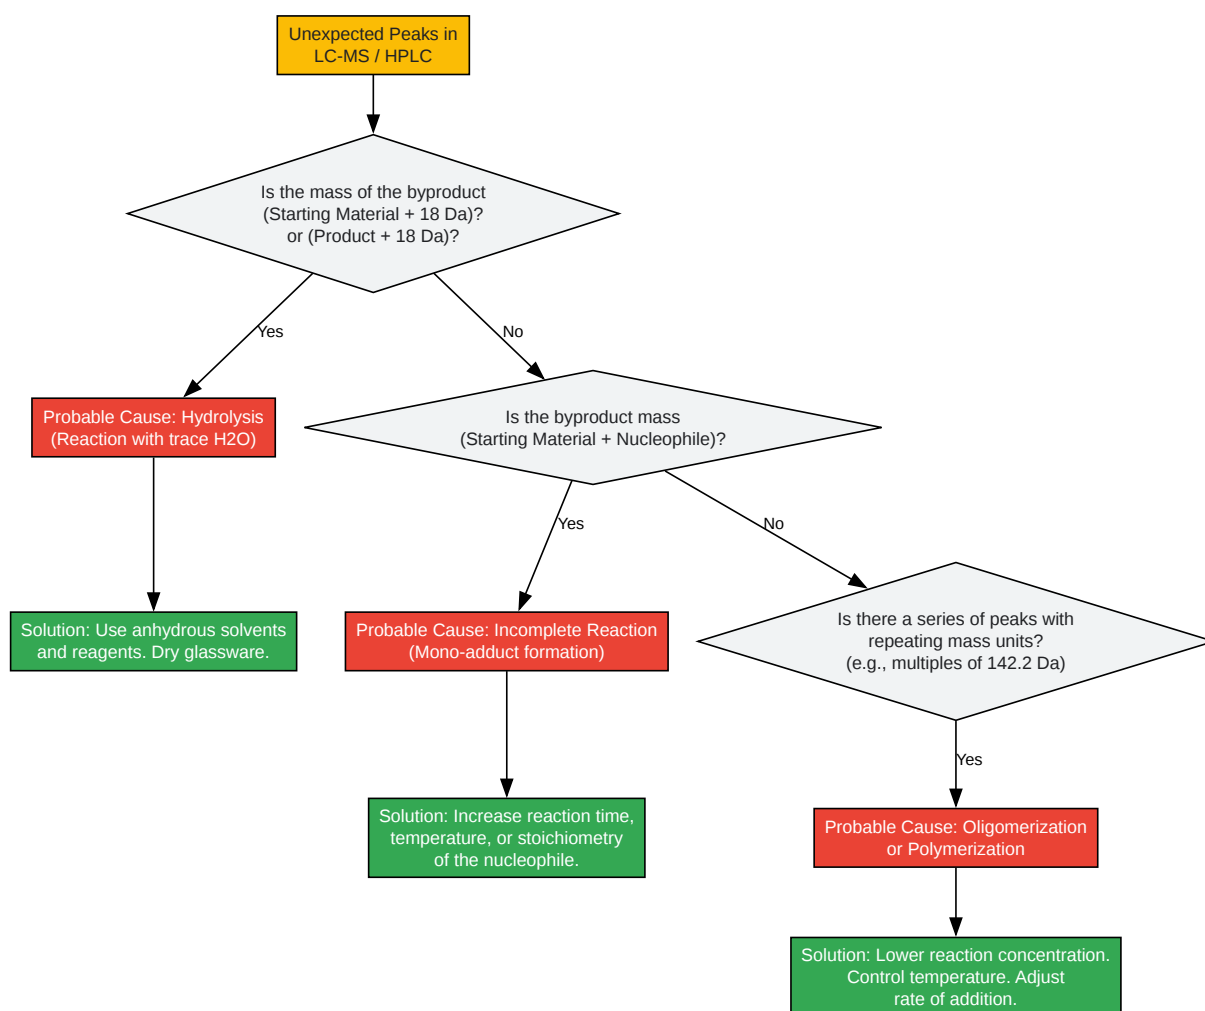 Unexpected Peaks in
LC-MS / HPLC
Is the mass of the byproduct
(Starting Material + 18 Da)?
or (Product + 18 Da)?
Yes
No
Probable Cause: Hydrolysis
(Reaction with trace H2O)
Is the byproduct mass
(Starting Material + Nucleophile)?
Yes
No
Solution: Use anhydrous solvents
and reagents. Dry glassware.
Probable Cause: Incomplete Reaction
(Mono-adduct formation)
Is there a series of peaks with
repeating mass units?
(e.g., multiples of 142.2 Da)
Yes
Solution: Increase reaction time,
temperature, or stoichiometry
of the nucleophile.
Probable Cause: Oligomerization
or Polymerization
Solution: Lower reaction concentration.
Control temperature. Adjust
rate of addition.